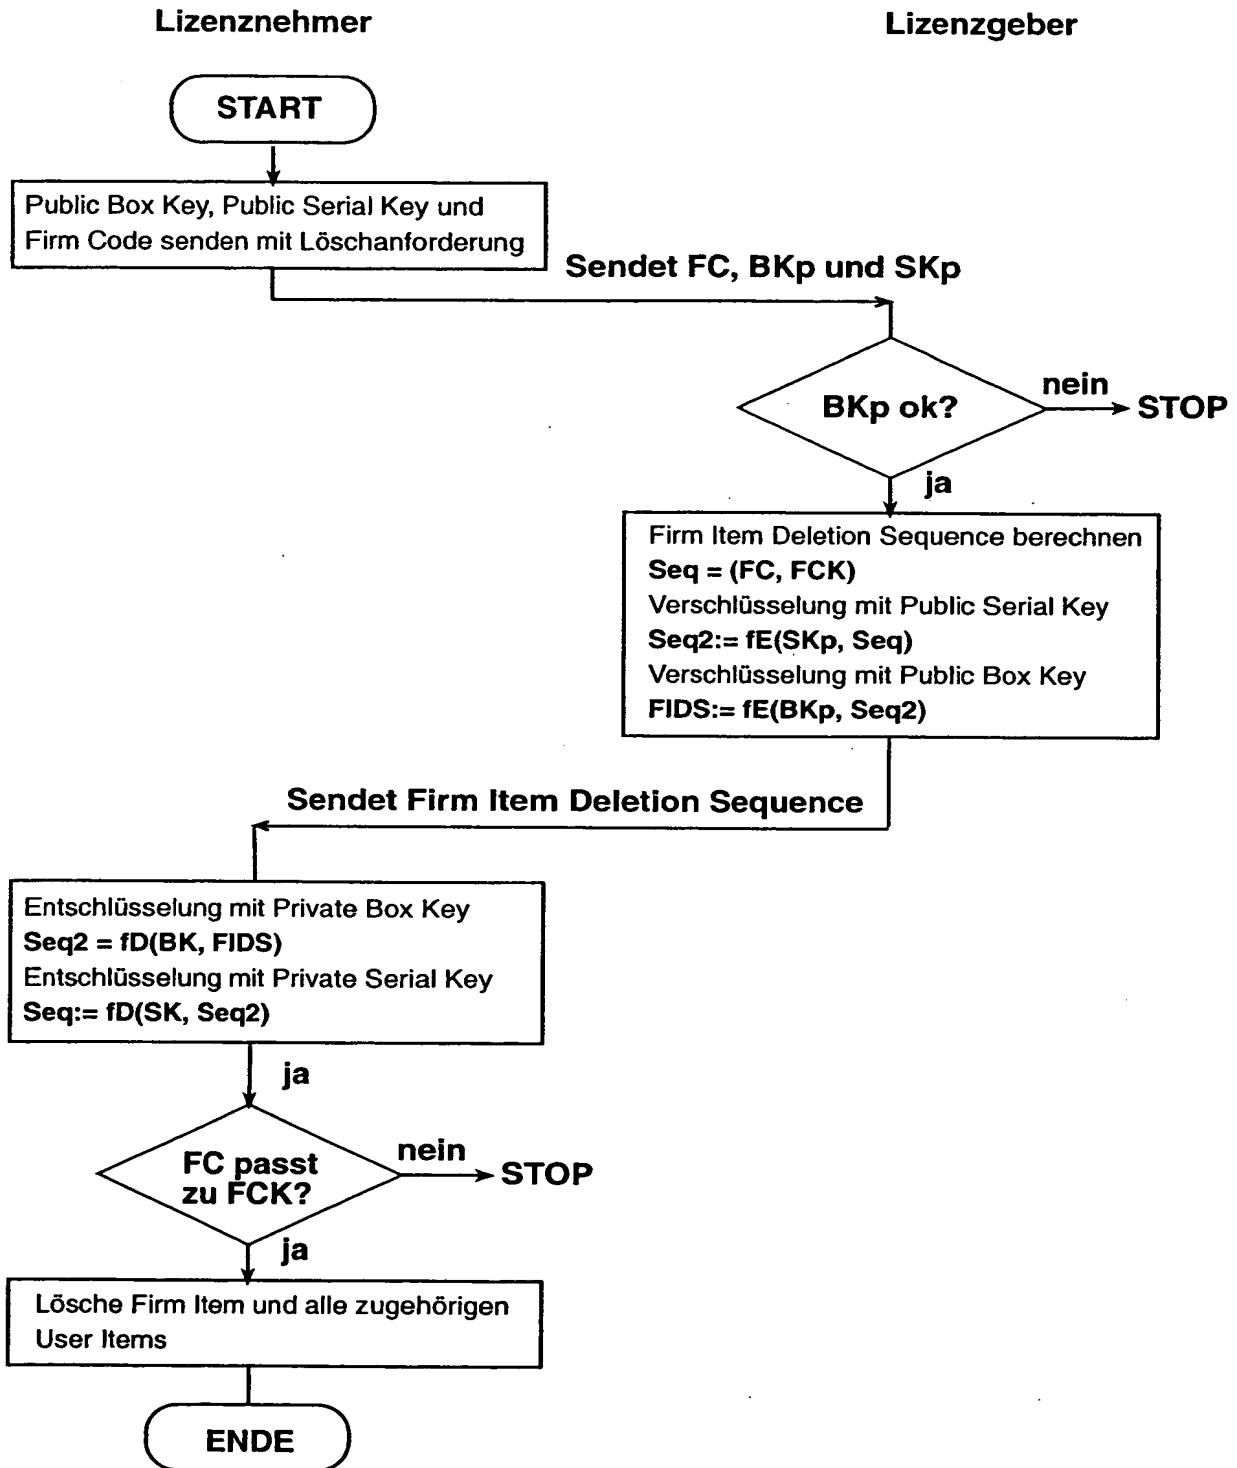 Lizenznehmer
Lizenzgeber
START
Public Box Key, Public Serial Key und
Firm Code senden mit Löschanforderung
Sendet FC, BKp und SKp
BKp ok?
nein
STOP
ja
Firm Item Deletion Sequence berechnen
Seq = (FC, FCK)
Verschlüsselung mit Public Serial Key
Seq2:= fE(SKp, Seq)
Verschlüsselung mit Public Box Key
FIDS:= fE(BKp, Seq2)
Sendet Firm Item Deletion Sequence
Entschlüsselung mit Private Box Key
Seq2 = fD(BK, FIDS)
Entschlüsselung mit Private Serial Key
Seq:= fD(SK, Seq2)
ja
FC passt
zu FCK?
nein
STOP
ja
Lösche Firm Item und alle zugehörigen
User Items
ENDE